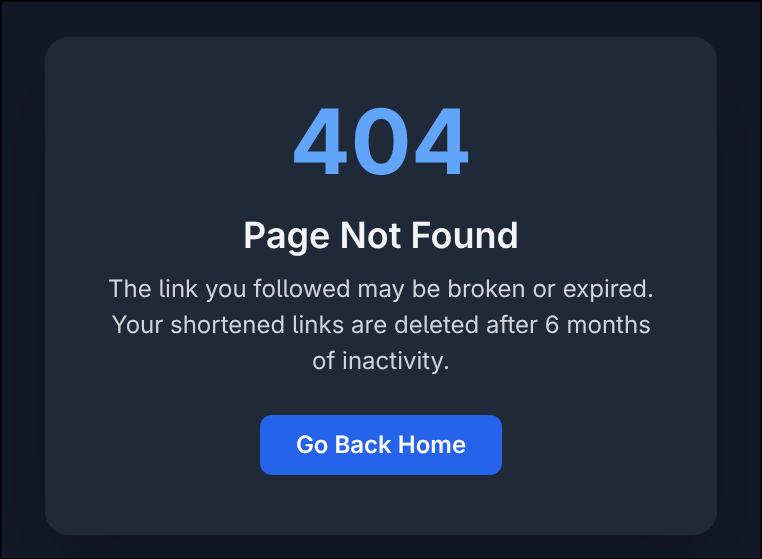 404
Page Not Found
The link you followed may be broken or expired.
Your shortened links are deleted after 6 months
of inactivity.
Go Back Home